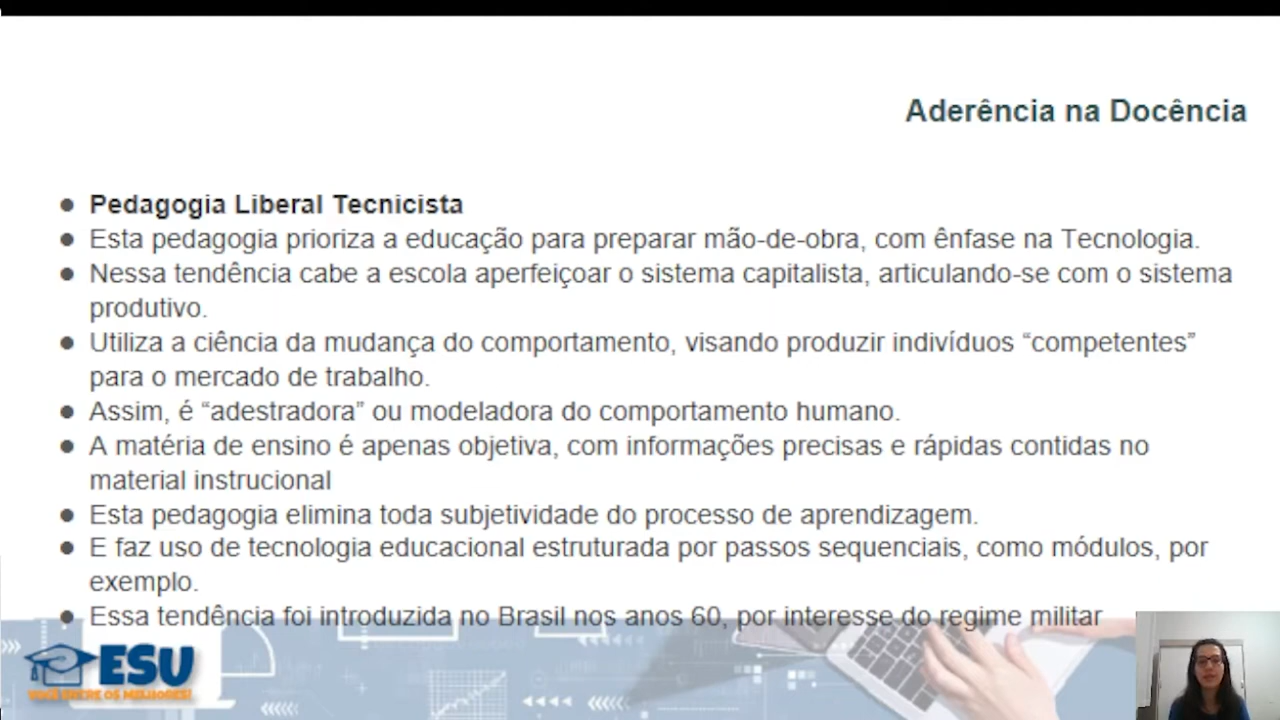 Aderência na Docência
● Pedagogia Liberal Tecnicista
● Esta pedagogia prioriza a educação para preparar mão-de-obra, com ênfase na Tecnologia.
● Nessa tendência cabe a escola aperfeiçoar o sistema capitalista, articulando-se com o sistema
produtivo.
● Utiliza a ciência da mudança do comportamento, visando produzir indivíduos “competentes”
para o mercado de trabalho.
● Assim, é “adestradora” ou modeladora do comportamento humano.
● A matéria de ensino é apenas objetiva, com informações precisas e rápidas contidas no
material instrucional
● Esta pedagogia elimina toda subjetividade do processo de aprendizagem.
● E faz uso de tecnologia educacional estruturada por passos sequenciais, como módulos, por
exemplo.
● Essa tendência foi introduzida no Brasil nos anos 60, por interesse do regime militar
ESU
VOCÊ ENTRE OS MELHORES!